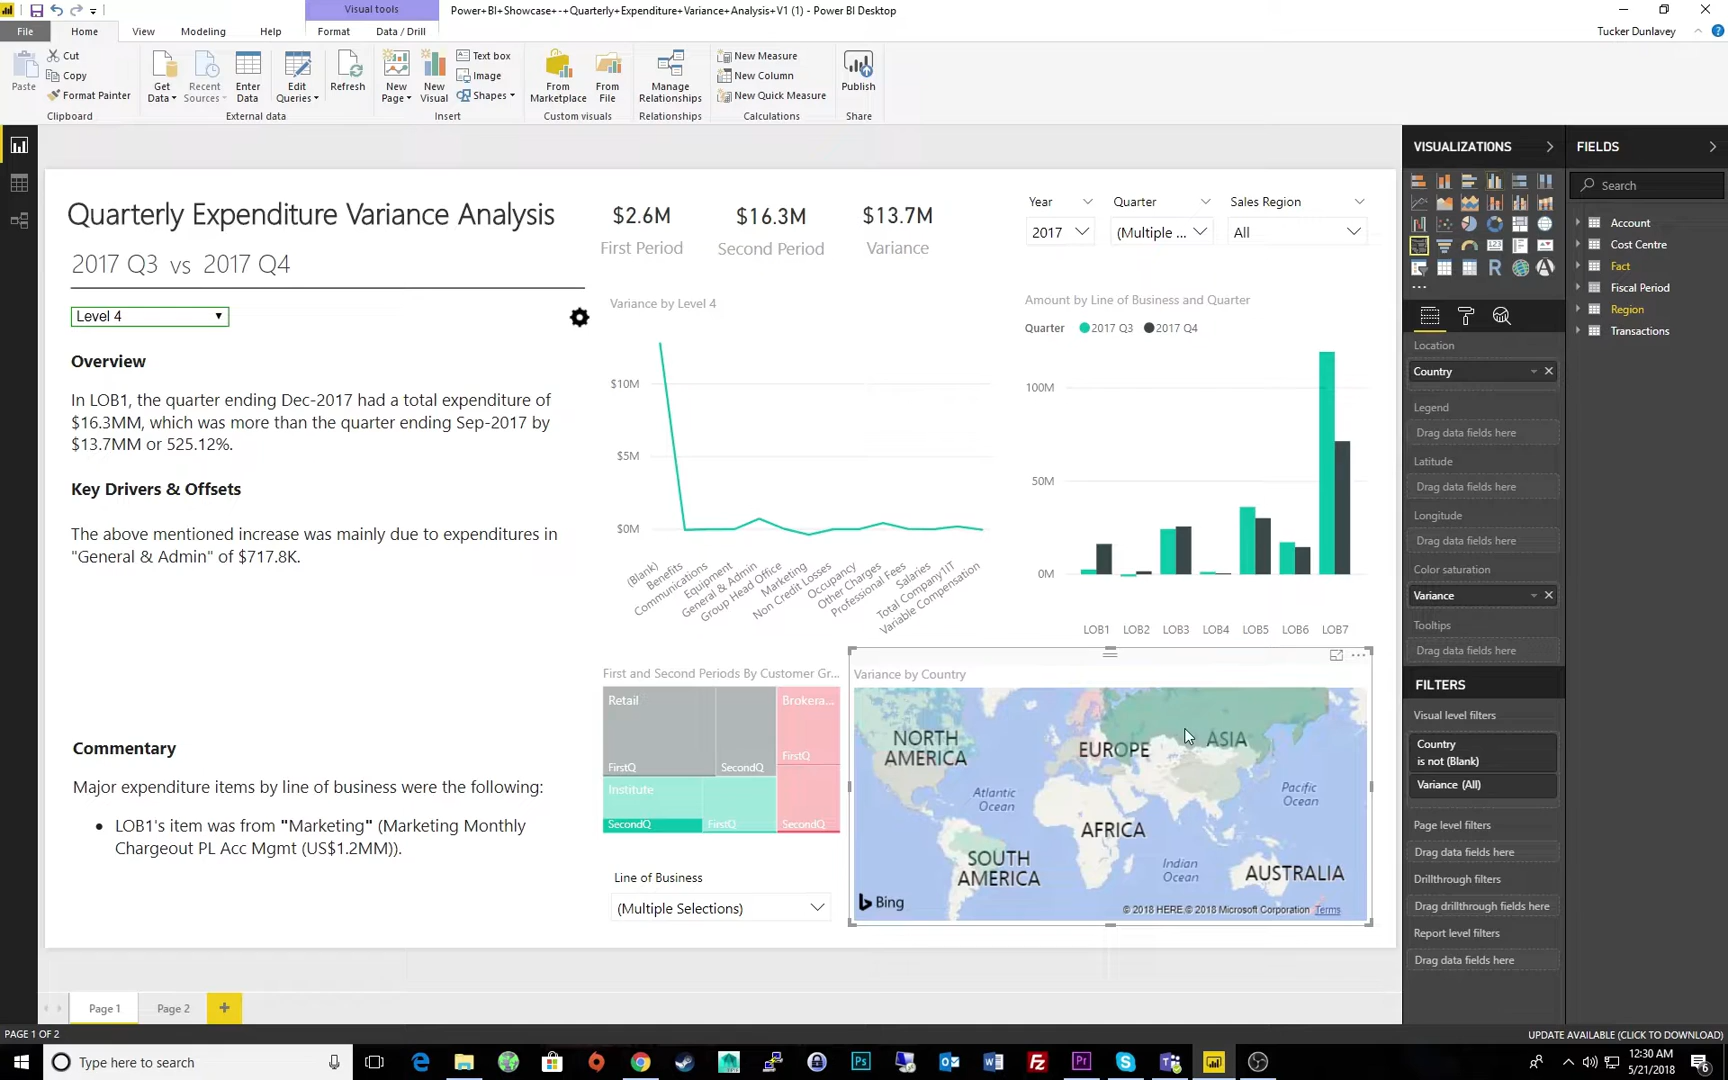 Visual tools
Power+BI+Showcase+-+Quarterly+Expenditure+Variance+Analysis+V1 (1) - Power BI Desktop
File
Home
View
Modeling
Help
Format
Data / Drill
Tucker Dunlavey
Paste
Cut
Copy
Format Painter
Get Data
Recent Sources
Enter Data
Edit Queries
Refresh
New Page
New Visual
Text box
Image
Shapes
From Marketplace
From File
Manage Relationships
New Measure
New Column
New Quick Measure
Publish
Clipboard
External data
Insert
Custom visuals
Relationships
Calculations
Share
Quarterly Expenditure Variance Analysis
2017 Q3 vs 2017 Q4
Level 4
Overview
In LOB1, the quarter ending Dec-2017 had a total expenditure of
$16.3MM, which was more than the quarter ending Sep-2017 by
$13.7MM or 525.12%.
Key Drivers & Offsets
The above mentioned increase was mainly due to expenditures in
"General & Admin" of $717.8K.
Commentary
Major expenditure items by line of business were the following:
• LOB1's item was from "Marketing" (Marketing Monthly
Chargeout PL Acc Mgmt (US$1.2MM)).
$2.6M
First Period
$16.3M
Second Period
$13.7M
Variance
Year
2017
Quarter
(Multiple ...
Sales Region
All
Variance by Level 4
$10M
$5M
$0M
(Blank)
Benefits
Communications
Equipment
General & Admin
Group Head Office
Marketing
Non Credit Losses
Occupancy
Other Charges
Professional Fees
Salaries
Total Company1IT
Variable Compensation
Amount by Line of Business and Quarter
Quarter 2017 Q3 2017 Q4
100M
50M
0M
LOB1 LOB2 LOB3 LOB4 LOB5 LOB6 LOB7
First and Second Periods By Customer Gr...
Retail
FirstQ
SecondQ
Brokera...
FirstQ
SecondQ
Institute
SecondQ
FirstQ
Line of Business
(Multiple Selections)
Variance by Country
NORTH
AMERICA
EUROPE
ASIA
Atlantic
Ocean
Pacific
Ocean
AFRICA
SOUTH
AMERICA
Indian
Ocean
AUSTRALIA
Bing
© 2018 HERE © 2018 Microsoft Corporation Terms
VISUALIZATIONS
R
Location
Country
Legend
Drag data fields here
Latitude
Drag data fields here
Longitude
Drag data fields here
Color saturation
Variance
Tooltips
Drag data fields here
FILTERS
Visual level filters
Country
is not (Blank)
Variance (All)
Page level filters
Drag data fields here
Drillthrough filters
Drag drillthrough fields here
Report level filters
Drag data fields here
FIELDS
Search
Account
Cost Centre
Fact
Fiscal Period
Region
Transactions
Page 1
Page 2
PAGE 1 OF 2
UPDATE AVAILABLE (CLICK TO DOWNLOAD)
Type here to search
12:30 AM
5/21/2018